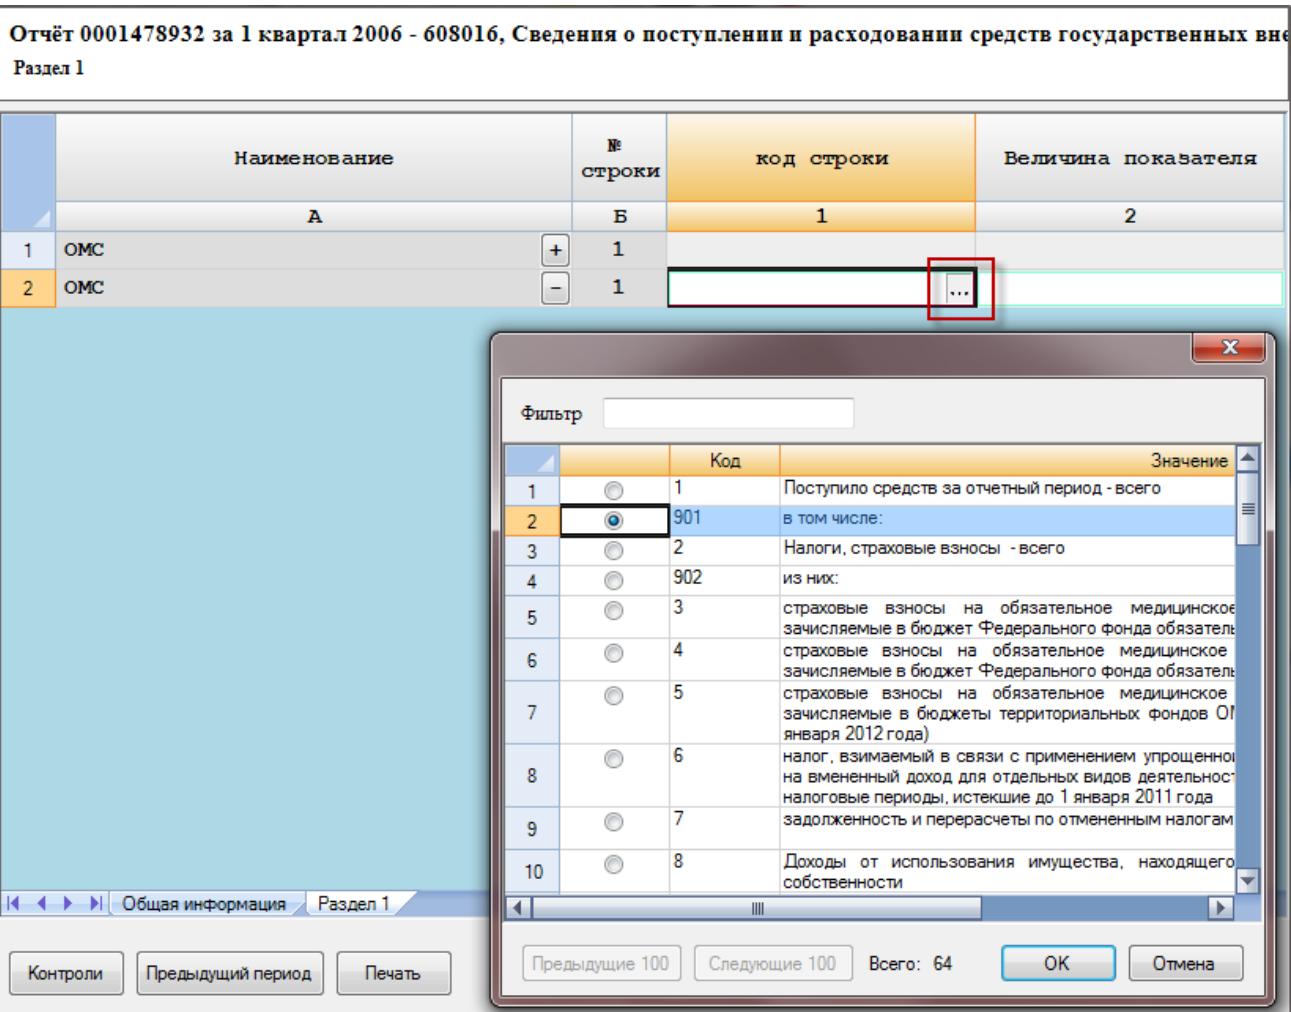 Отчёт 0001478932 за 1 квартал 2006 - 608016, Сведения о поступлении и расходовании средств государственных вне
Раздел 1
Наименование № строки код строки Величина показателя
А Б 1 2
1 ОМС + 1
2 ОМС - 1 ...
Фильтр
Код Значение
1 1 Поступило средств за отчетный период - всего
2 901 в том числе:
3 2 Налоги, страховые взносы - всего
4 902 из них:
5 3 страховые взносы на обязательное медицинское
зачисляемые в бюджет Федерального фонда обязатель
6 4 страховые взносы на обязательное медицинское
зачисляемые в бюджет Федерального фонда обязатель
7 5 страховые взносы на обязательное медицинское
зачисляемые в бюджеты территориальных фондов ОМ
января 2012 года)
8 6 налог, взимаемый в связи с применением упрощенной
на вмененный доход для отдельных видов деятельност
налоговые периоды, истекшие до 1 января 2011 года
9 7 задолженность и перерасчеты по отмененным налогам
10 8 Доходы от использования имущества, находящего
собственности
Общая информация Раздел 1
Предыдущие 100 Следующие 100 Всего: 64 OK Отмена
Контроли Предыдущий период Печать